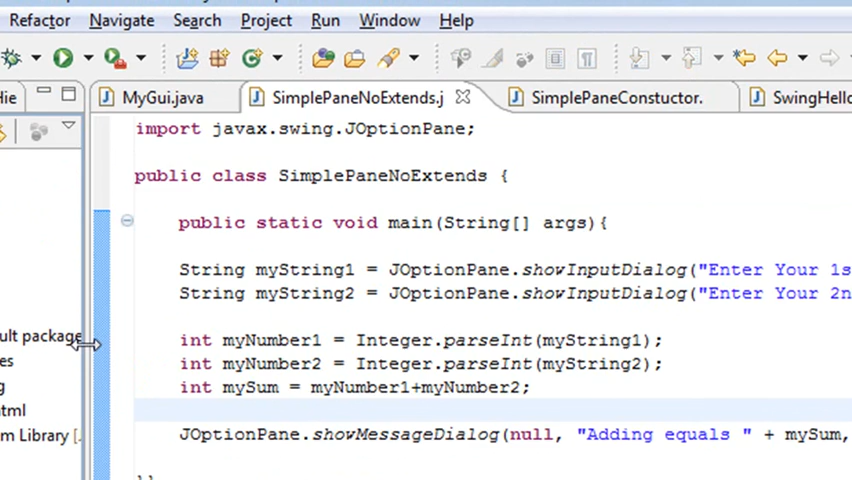 Refactor Navigate Search Project Run Window Help
MyGui.java SimplePaneNoExtends.j SimplePaneConstuctor. SwingHello
import javax.swing.JOptionPane;
public class SimplePaneNoExtends {
public static void main(String[] args){
String myString1 = JOptionPane.showInputDialog("Enter Your 1s
String myString2 = JOptionPane.showInputDialog("Enter Your 2n
ult package
int myNumber1 = Integer.parseInt(myString1);
es
int myNumber2 = Integer.parseInt(myString2);
int mySum = myNumber1+myNumber2;
tml
m Library [.
JOptionPane.showMessageDialog(null, "Adding equals " + mySum,
}}